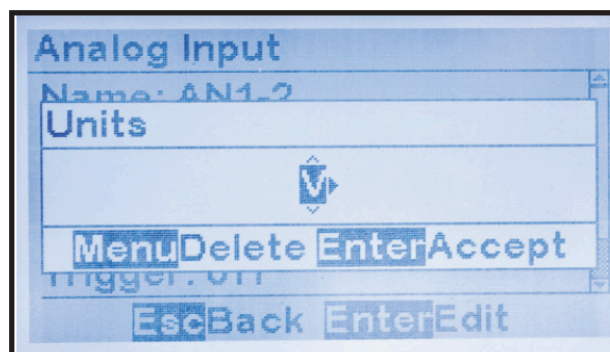 Analog Input
Name: AN1-2
Units
V
Menu Delete Enter Accept
Trigger: Off
Esc Back Enter Edit